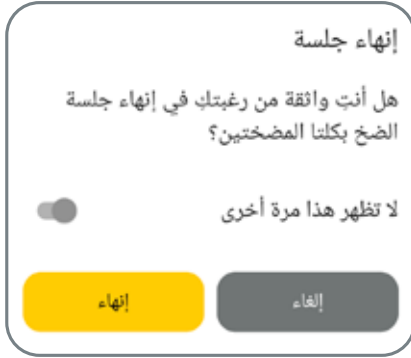 إنهاء جلسة
هل أنتِ واثقة من رغبتكِ في إنهاء جلسة
الضخ بكلتا المضختين؟
لا تظهر هذا مرة أخرى
إلغاء
إنهاء